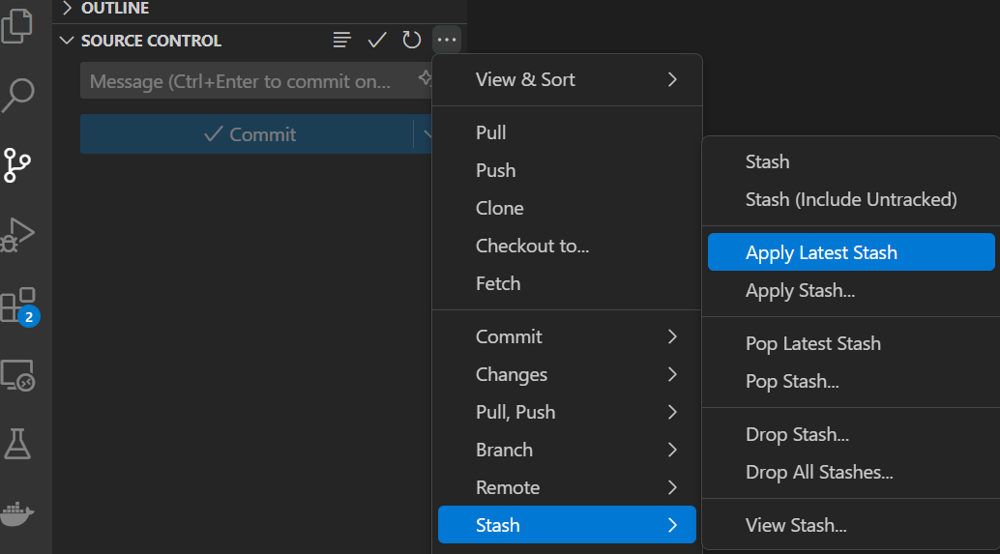 OUTLINE
SOURCE CONTROL
Message (Ctrl+Enter to commit on...
Commit
2
View & Sort
Pull
Push
Clone
Checkout to...
Fetch
Commit
Changes
Pull, Push
Branch
Remote
Stash
Stash
Stash (Include Untracked)
Apply Latest Stash
Apply Stash...
Pop Latest Stash
Pop Stash...
Drop Stash...
Drop All Stashes...
View Stash...